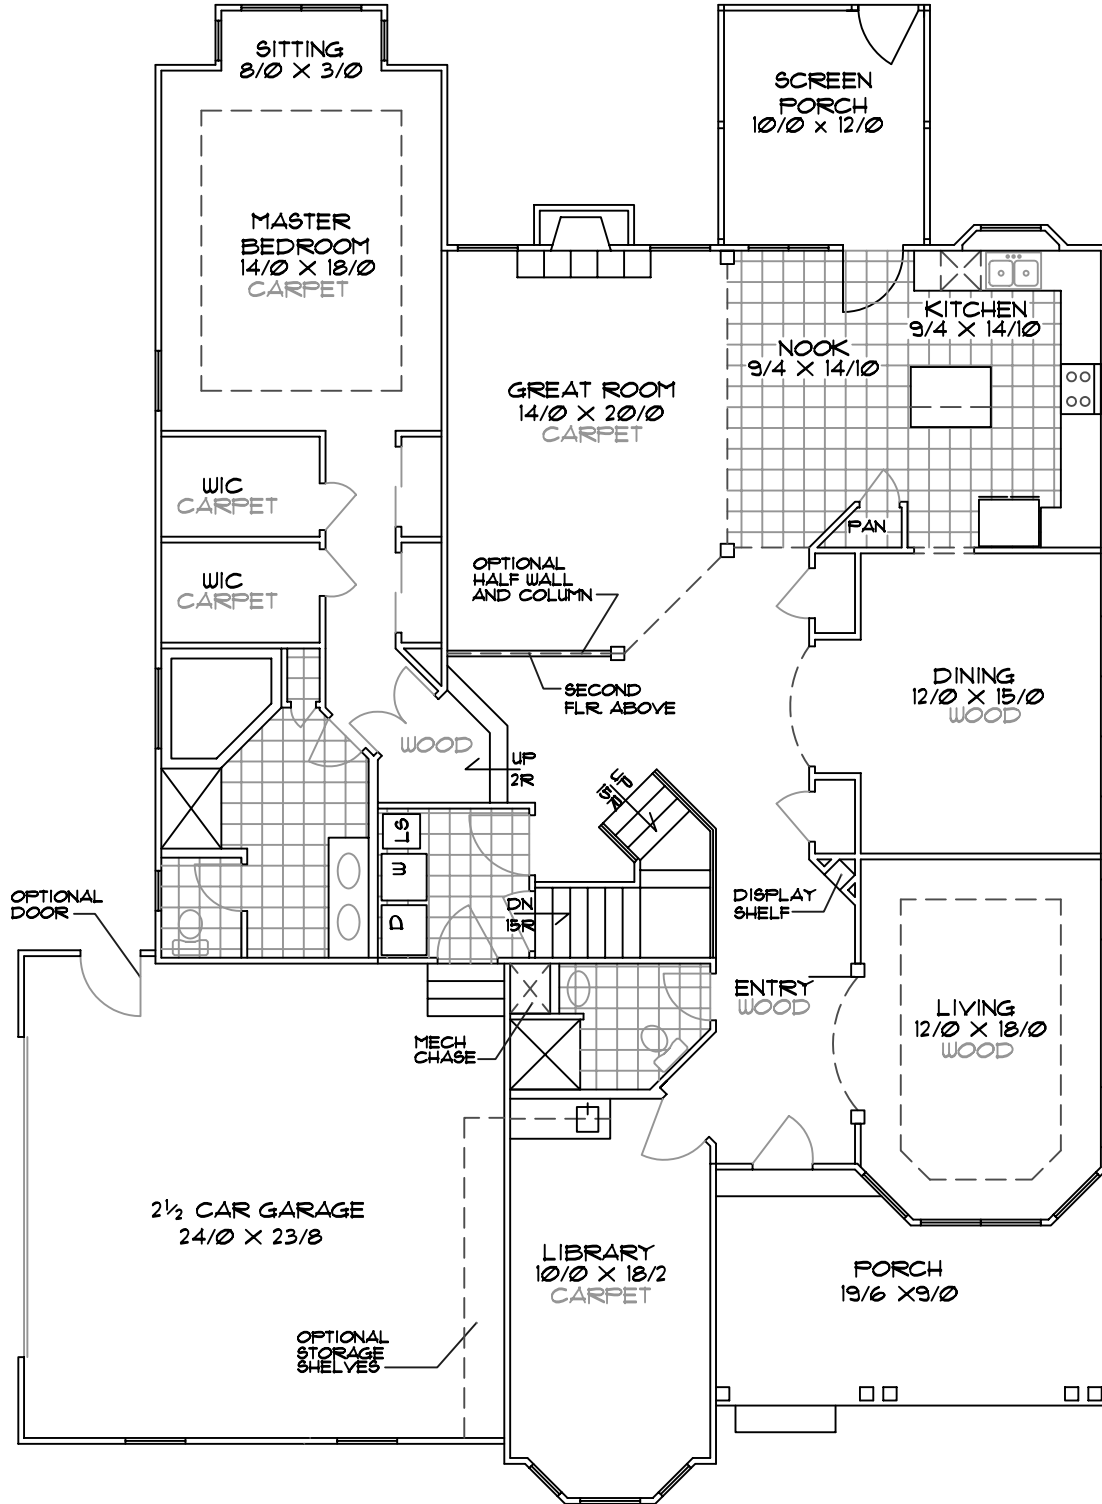 SITTING
8/0 X 3/0
SCREEN
PORCH
10/0 X 12/0
MASTER
BEDROOM
14/0 X 18/0
CARPET
KITCHEN
9/4 X 14/10
NOOK
9/4 X 14/10
GREAT ROOM
14/0 X 20/0
CARPET
WIC
CARPET
PAN
OPTIONAL
HALF WALL
AND COLUMN
WIC
CARPET
SECOND
FLR. ABOVE
DINING
12/0 X 15/0
WOOD
WOOD
UP
2R
UP
15R
LS
W
D
DN
15R
DISPLAY
SHELF
OPTIONAL
DOOR
ENTRY
WOOD
LIVING
12/0 X 18/0
WOOD
MECH
CHASE
2½ CAR GARAGE
24/0 X 23/8
LIBRARY
10/0 X 18/2
CARPET
PORCH
19/6 X9/0
OPTIONAL
STORAGE
SHELVES